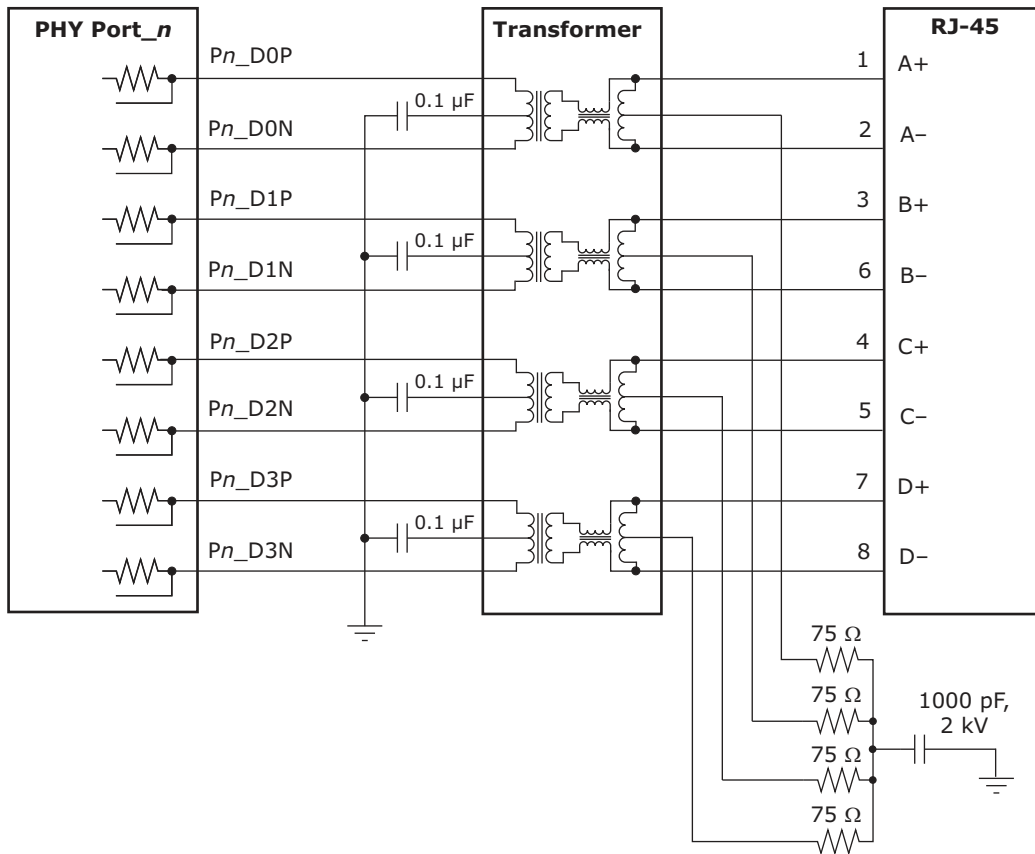 PHY Port_n
Transformer
RJ-45
Pn_D0P
1
A+
0.1 µF
Pn_D0N
2
A–
Pn_D1P
3
B+
0.1 µF
Pn_D1N
6
B–
Pn_D2P
4
C+
0.1 µF
Pn_D2N
5
C–
Pn_D3P
7
D+
0.1 µF
Pn_D3N
8
D–
75 Ω
75 Ω
1000 pF,
2 kV
75 Ω
75 Ω